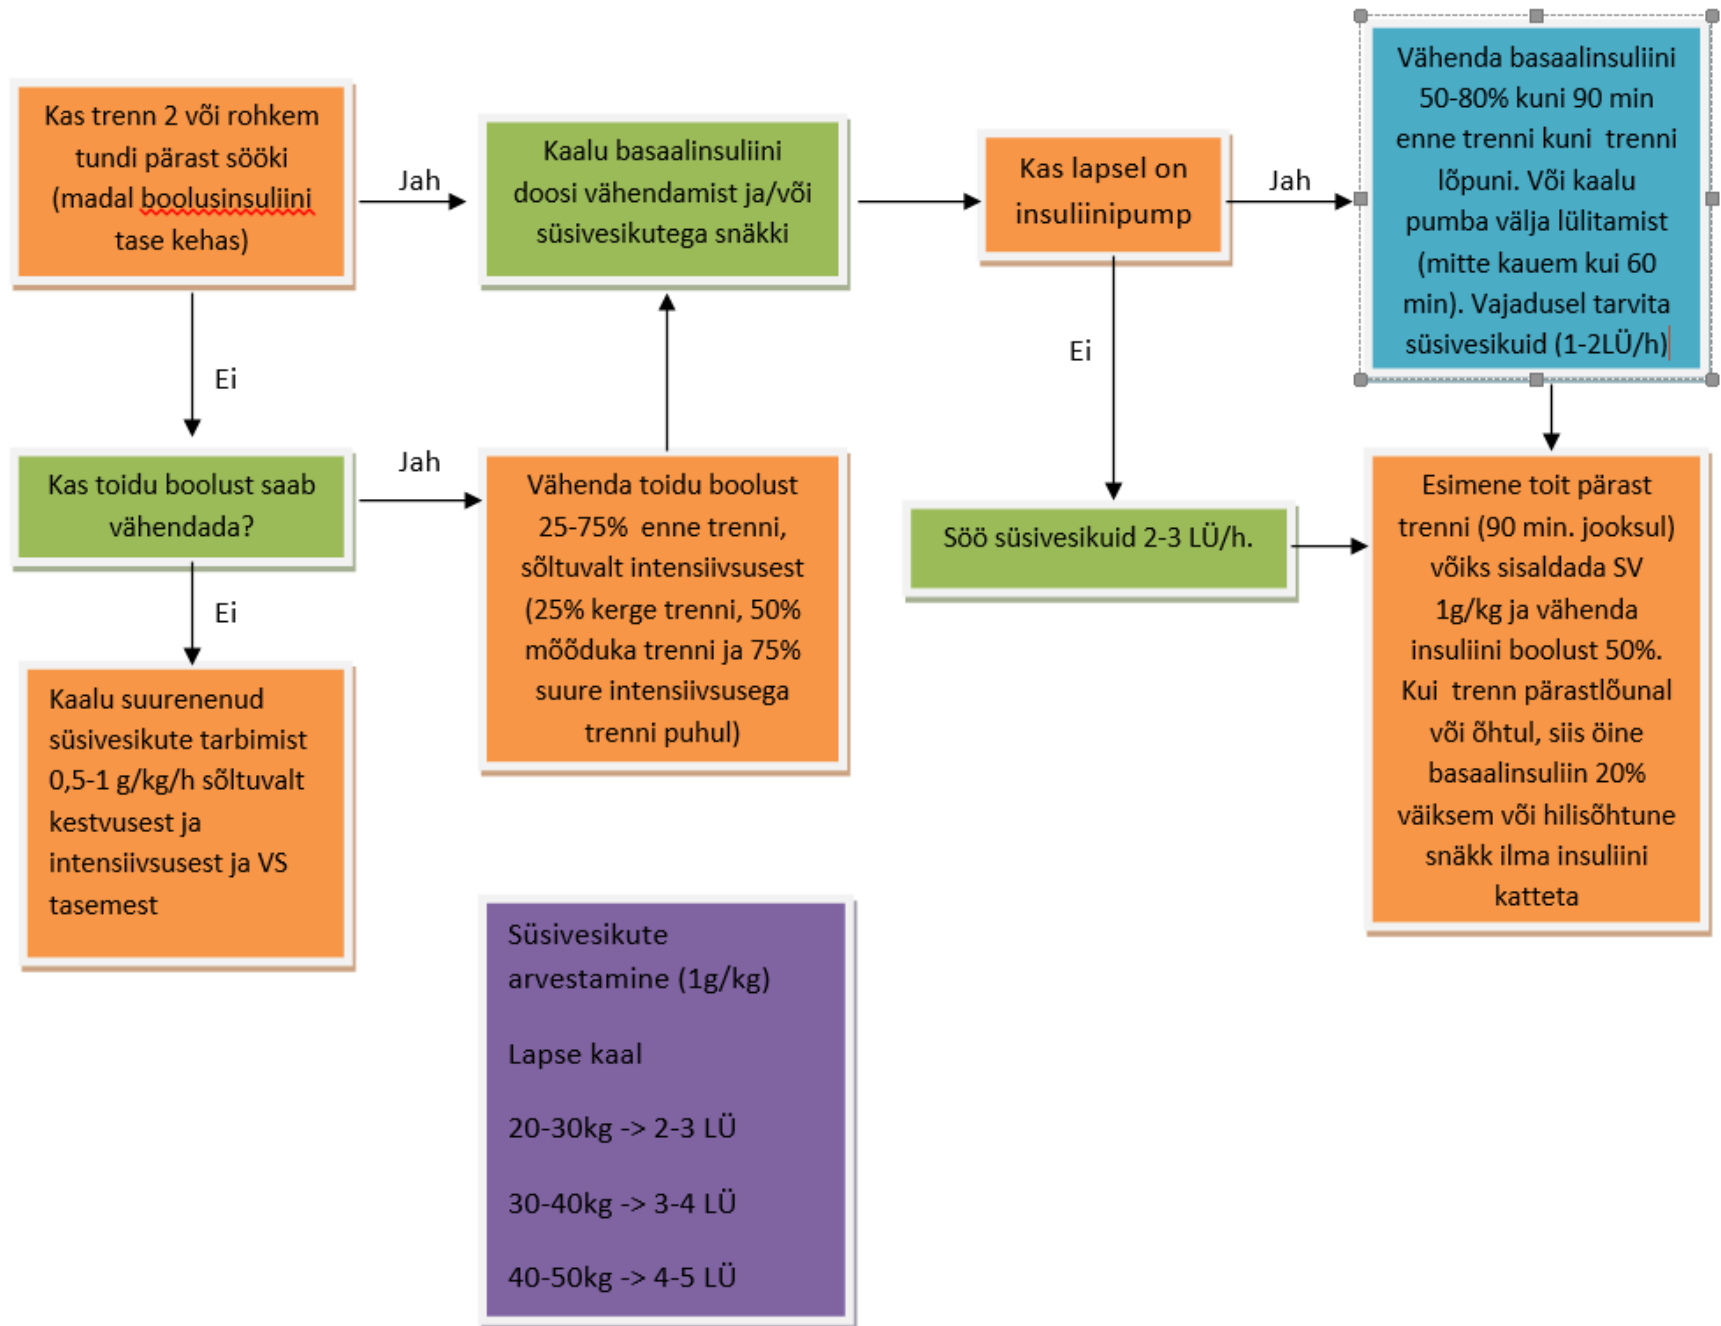 Kas trenn 2 või rohkem
tundi pärast sööki
(madal boolusinsuliini
tase kehas)
Jah
Kaalu basaalinsuliini
doosi vähendamist ja/või
süsivesikutega snäkki
Kas lapsel on
insuliinipump
Jah
Vähenda basaalinsuliini
50-80% kuni 90 min
enne trenni kuni  trenni
lõpuni. Või kaalu
pumba välja lülitamist
(mitte kauem kui 60
min). Vajadusel tarvita
süsivesikuid (1-2LÜ/h)
Ei
Ei
Kas toidu boolust saab
vähendada?
Jah
Vähenda toidu boolust
25-75%  enne trenni,
sõltuvalt intensiivsusest
(25% kerge trenni, 50%
mõõduka trenni ja 75%
suure intensiivsusega
trenni puhul)
Söö süsivesikuid 2-3 LÜ/h.
Esimene toit pärast
trenni (90 min. jooksul)
võiks sisaldada SV
1g/kg ja vähenda
insuliini boolust 50%.
Kui  trenn pärastlõunal
või õhtul, siis öine
basaalinsuliin 20%
väiksem või hilisõhtune
snäkk ilma insuliini
katteta
Ei
Kaalu suurenenud
süsivesikute tarbimist
0,5-1 g/kg/h sõltuvalt
kestvusest ja
intensiivsusest ja VS
tasemest
Süsivesikute
arvestamine (1g/kg)
Lapse kaal
20-30kg -> 2-3 LÜ
30-40kg -> 3-4 LÜ
40-50kg -> 4-5 LÜ